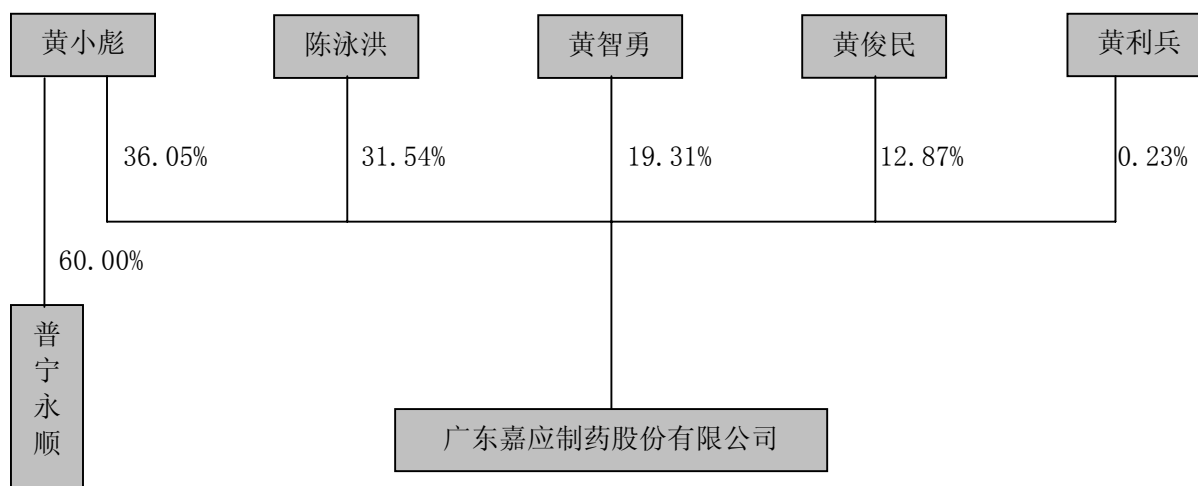 黄小彪
陈泳洪
黄智勇
黄俊民
黄利兵
36.05%
31.54%
19.31%
12.87%
0.23%
60.00%
普宁永顺
广东嘉应制药股份有限公司